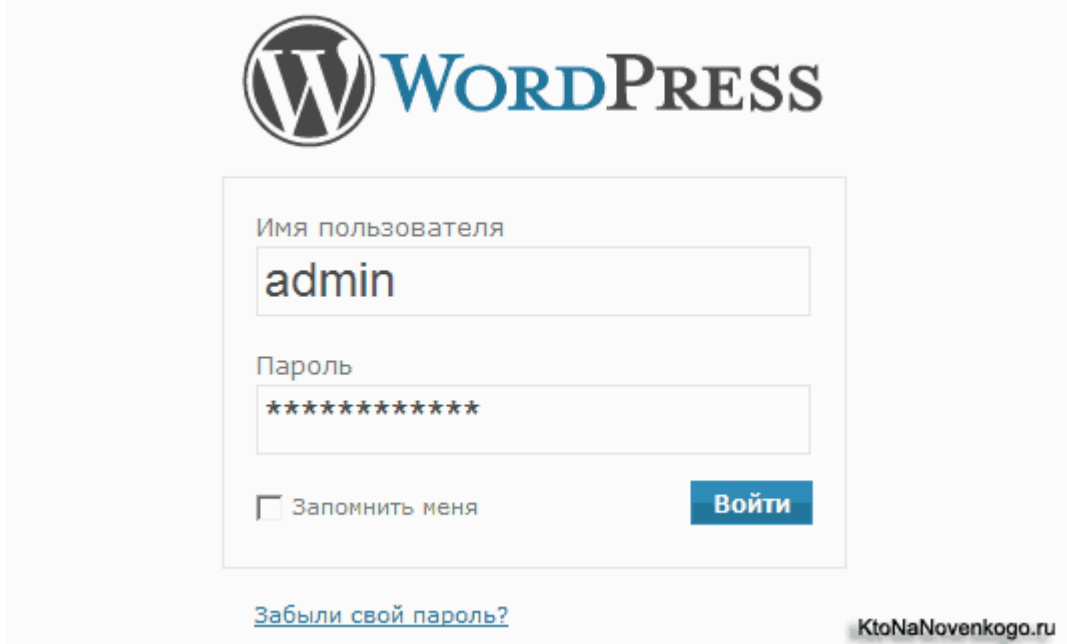 WORDPRESS
Имя пользователя
admin
Пароль
************
Запомнить меня
Войти
Забыли свой пароль?
KtoNaNovenkogo.ru